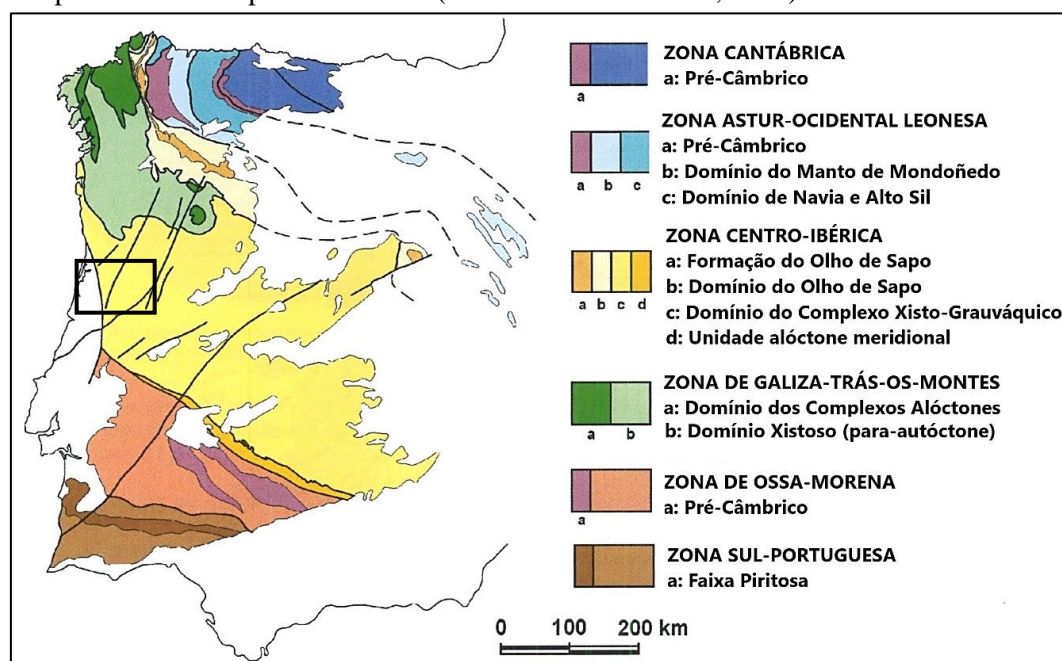 ZONA CANTÁBRICA
a: Pré-Câmbrico
a
ZONA ASTUR-OCIDENTAL LEONESA
a: Pré-Câmbrico
b: Domínio do Manto de Mondoñedo
c: Domínio de Navia e Alto Sil
a b c
ZONA CENTRO-IBÉRICA
a: Formação do Olho de Sapo
b: Domínio do Olho de Sapo
c: Domínio do Complexo Xisto-Grauváquico
d: Unidade alóctone meridional
a b c d
ZONA DE GALIZA-TRÁS-OS-MONTES
a: Domínio dos Complexos Alóctones
b: Domínio Xistoso (para-autóctone)
a b
ZONA DE OSSA-MORENA
a: Pré-Câmbrico
a
ZONA SUL-PORTUGUESA
a: Faixa Piritosa
0 100 200 km